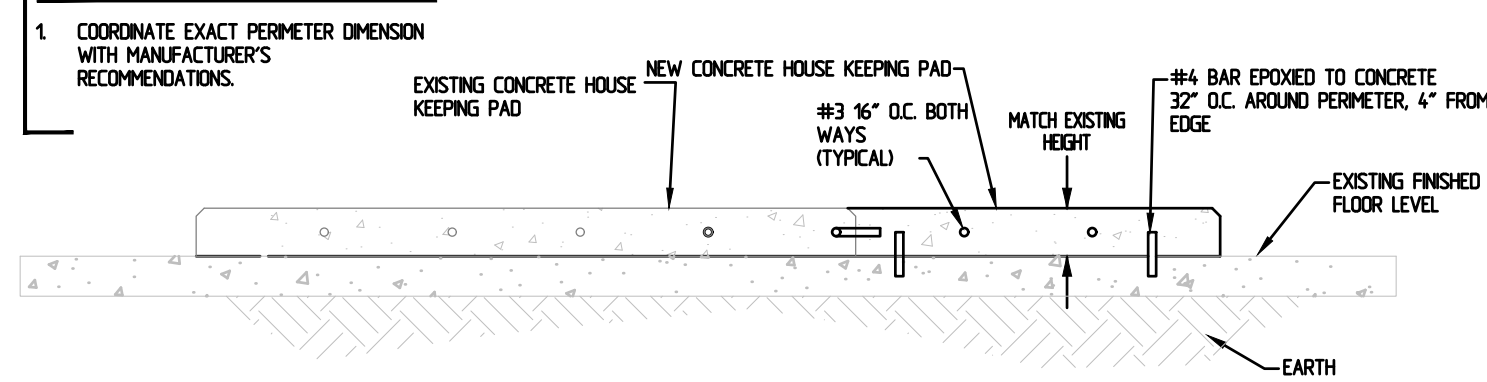 1. COORDINATE EXACT PERIMETER DIMENSION
WITH MANUFACTURER'S
RECOMMENDATIONS.
EXISTING CONCRETE HOUSE
KEEPING PAD
NEW CONCRETE HOUSE KEEPING PAD
#3 16" O.C. BOTH
WAYS
(TYPICAL)
MATCH EXISTING
HEIGHT
#4 BAR EPOXIED TO CONCRETE
32" O.C. AROUND PERIMETER, 4" FROM
EDGE
EXISTING FINISHED
FLOOR LEVEL
EARTH